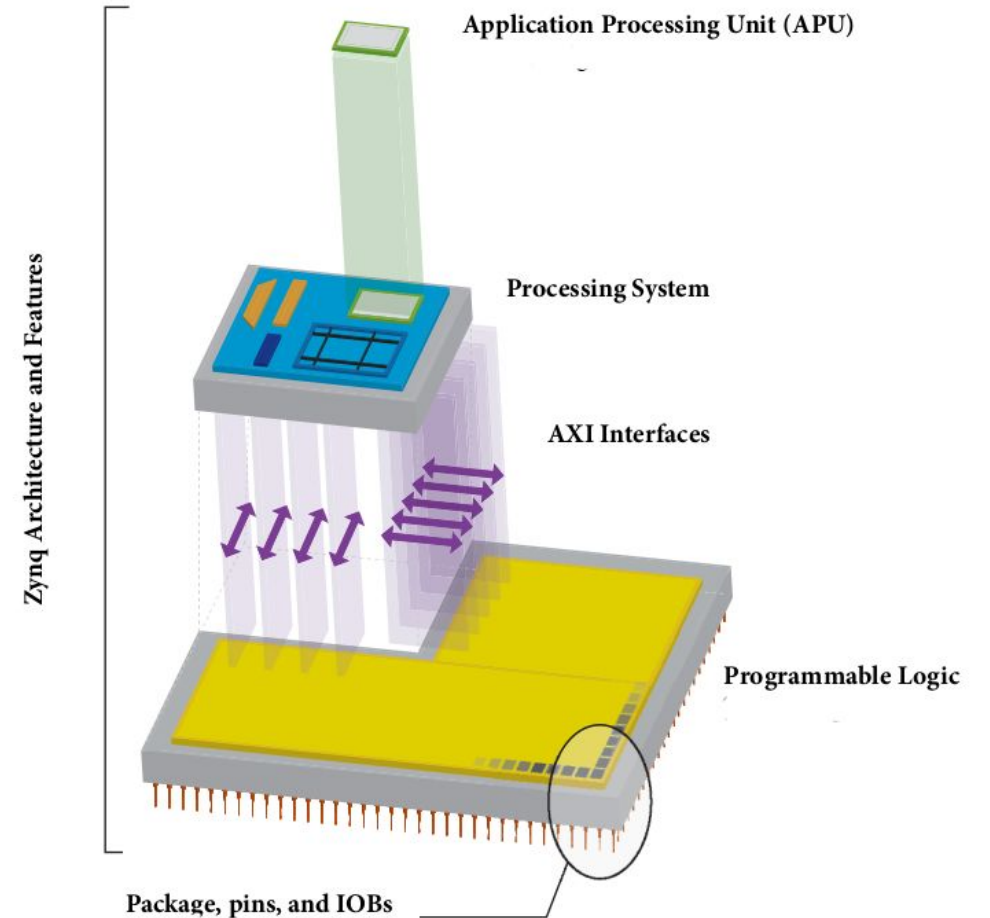 Application Processing Unit (APU)
Processing System
AXI Interfaces
Zynq Architecture and Features
Programmable Logic
Package, pins, and IOBs